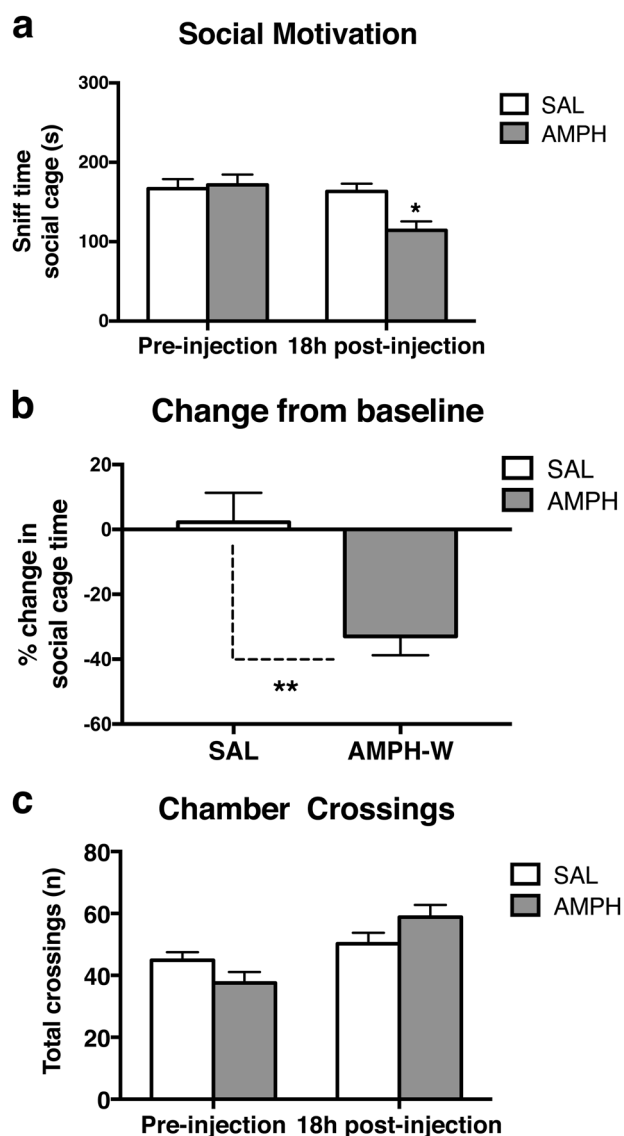 a
Social Motivation
Sniff time
social cage (s)
300
200
100
0
SAL
AMPH
*
Pre-injection 18h post-injection
b
Change from baseline
% change in
social cage time
20
0
-20
-40
-60
SAL
AMPH
**
SAL AMPH-W
c
Chamber Crossings
Total crossings (n)
80
60
40
20
0
SAL
AMPH
Pre-injection 18h post-injection